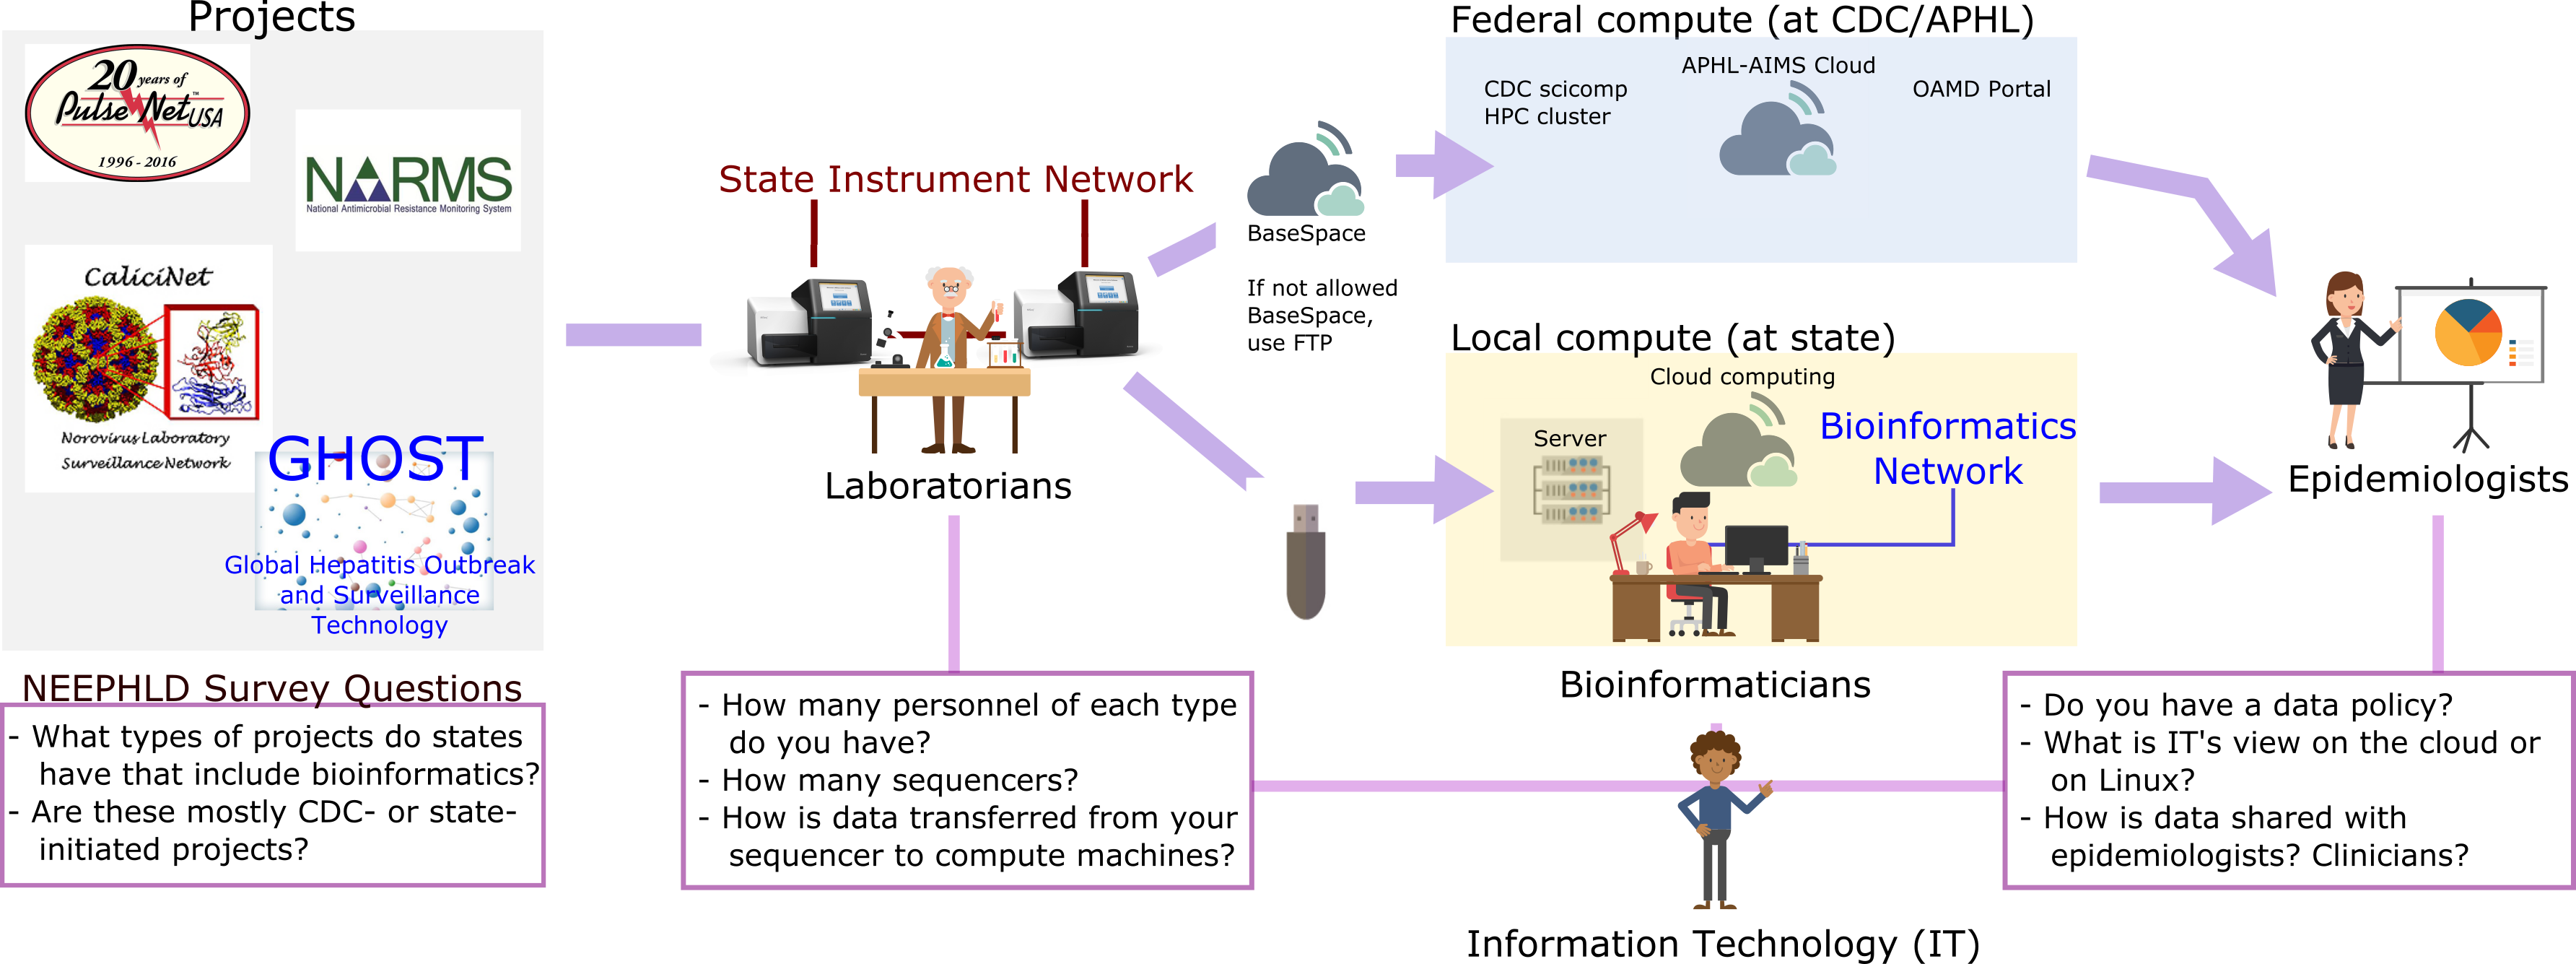 Projects
20 years of
PulseNet USA
™
1996 - 2016
NARMS
National Antimicrobial Resistance Monitoring System
CaliciNet
Norovirus Laboratory
Surveillance Network
GHOST
Global Hepatitis Outbreak
and Surveillance
Technology
NEEPHLD Survey Questions
- What types of projects do states
have that include bioinformatics?
- Are these mostly CDC- or state-
initiated projects?
State Instrument Network
Laboratorians
- How many personnel of each type
do you have?
- How many sequencers?
- How is data transferred from your
sequencer to compute machines?
BaseSpace
If not allowed
BaseSpace,
use FTP
Federal compute (at CDC/APHL)
CDC scicomp
HPC cluster
APHL-AIMS Cloud
OAMD Portal
Local compute (at state)
Cloud computing
Server
Bioinformatics
Network
Bioinformaticians
Information Technology (IT)
Epidemiologists
- Do you have a data policy?
- What is IT's view on the cloud or
on Linux?
- How is data shared with
epidemiologists? Clinicians?